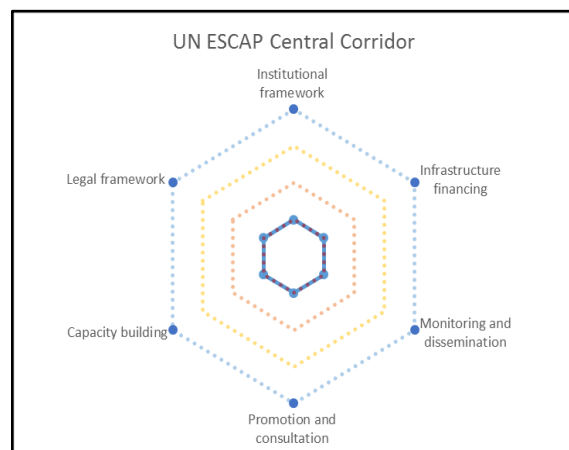 UN ESCAP Central Corridor
Institutional
framework
Legal framework
Infrastructure
financing
Capacity building
Monitoring and
dissemination
Promotion and
consultation